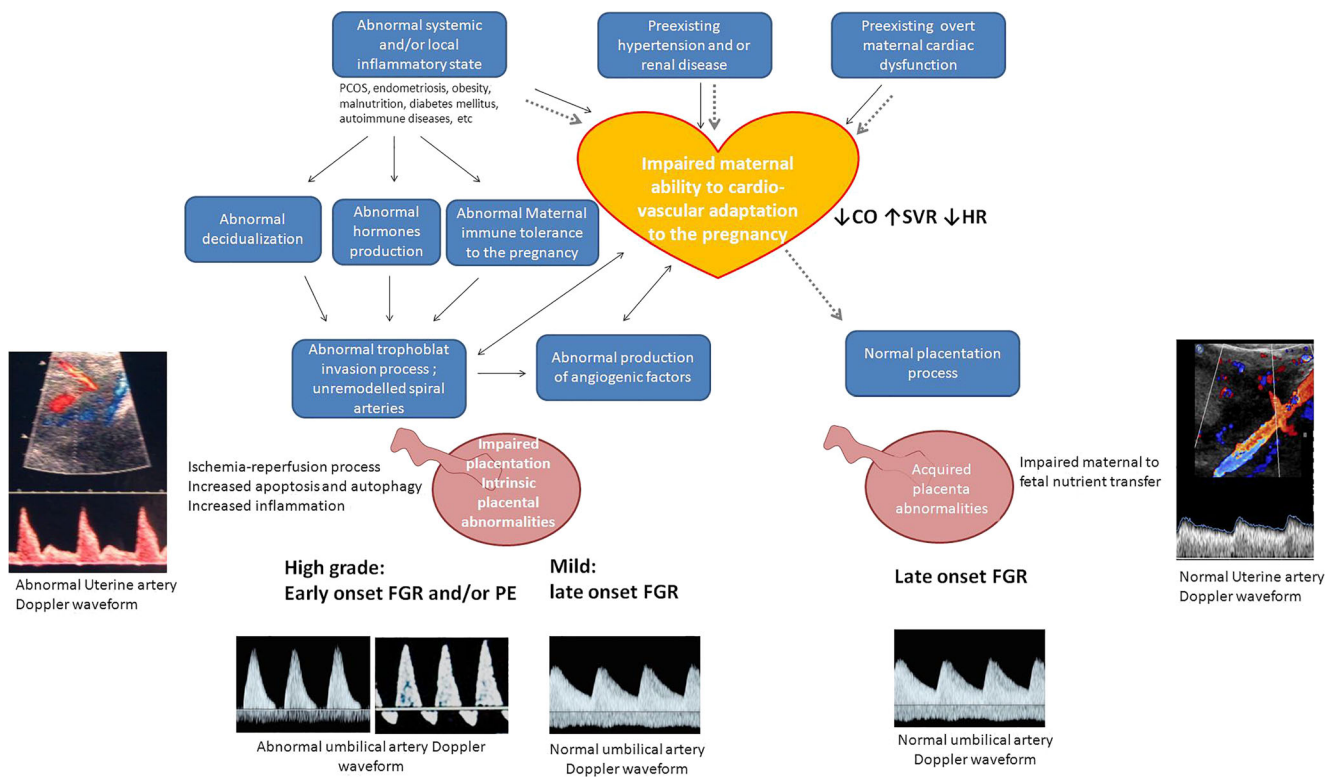 Abnormal systemic
and/or local
inflammatory state
Preexisting
hypertension and or
renal disease
Preexisting overt
maternal cardiac
dysfunction
PCOS, endometriosis, obesity,
malnutrition, diabetes mellitus,
autoimmune diseases, etc
Impaired maternal
ability to cardio-
vascular adaptation
to the pregnancy
↓CO ↑SVR ↓HR
Abnormal
decidualization
Abnormal
hormones
production
Abnormal Maternal
immune tolerance
to the pregnancy
Abnormal trophoblat
invasion process ;
unremodelled spiral
arteries
Abnormal production
of angiogenic factors
Normal placentation
process
Ischemia-reperfusion process
Increased apoptosis and autophagy
Increased inflammation
Impaired
placentation
Intrinsic
placental
abnormalities
Acquired
placenta
abnormalities
Impaired maternal to
fetal nutrient transfer
Abnormal Uterine artery
Doppler waveform
High grade:
Early onset FGR and/or PE
Mild:
late onset FGR
Late onset FGR
Normal Uterine artery
Doppler waveform
Abnormal umbilical artery Doppler
waveform
Normal umbilical artery
Doppler waveform
Normal umbilical artery
Doppler waveform